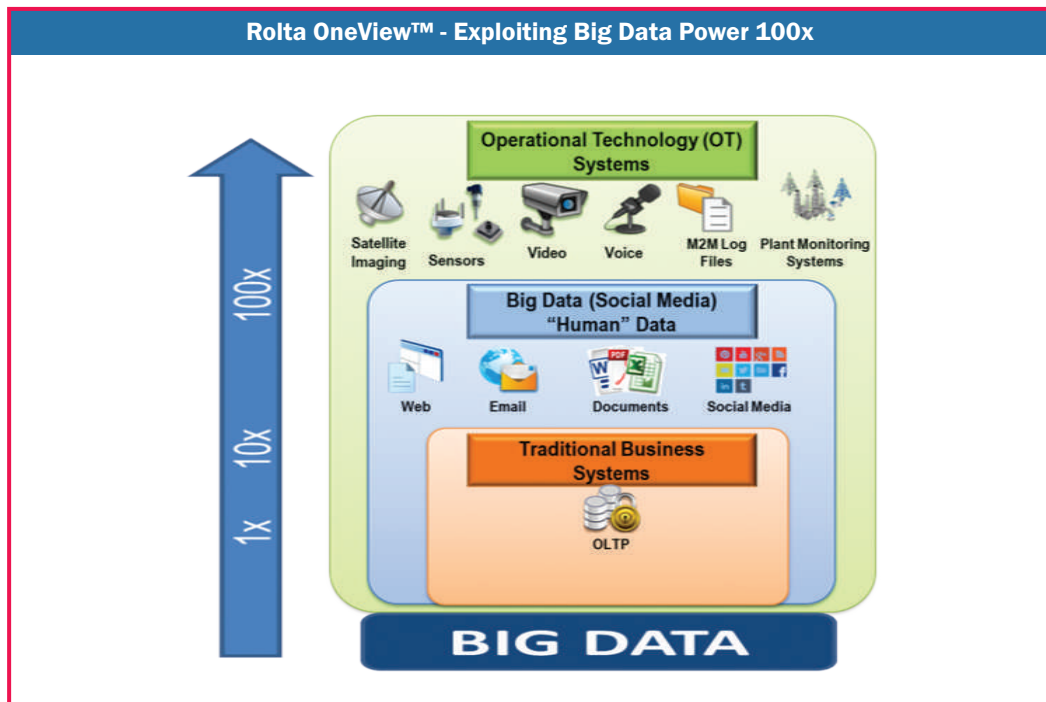 Rolta OneView™ - Exploiting Big Data Power 100x
Operational Technology (OT)
Systems
Satellite
Imaging
Sensors
Video
Voice
M2M Log
Files
Plant Monitoring
Systems
100x
Big Data (Social Media)
“Human” Data
PDF
W
X
Web
Email
Documents
Social Media
10x
Traditional Business
Systems
1x
OLTP
BIG DATA